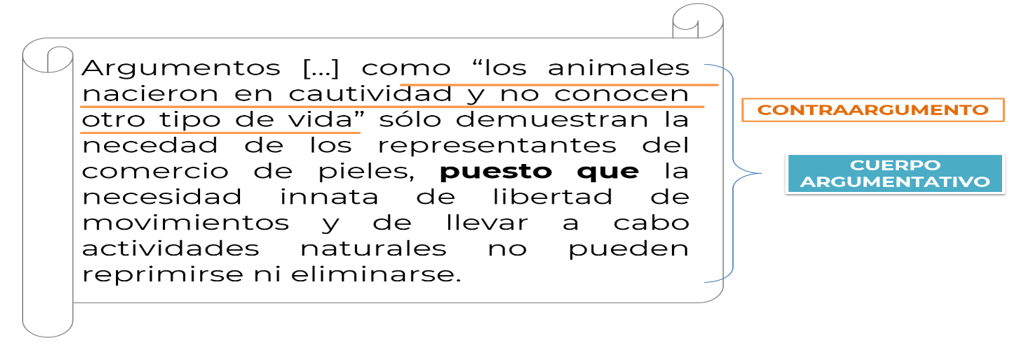 Argumentos [...] como “los animales
nacieron en cautividad y no conocen
otro tipo de vida” sólo demuestran la
necedad de los representantes del
comercio de pieles, puesto que la
necesidad innata de libertad de
movimientos y de llevar a cabo
actividades naturales no pueden
reprimirse ni eliminarse.
CONTRAARGUMENTO
CUERPO
ARGUMENTATIVO